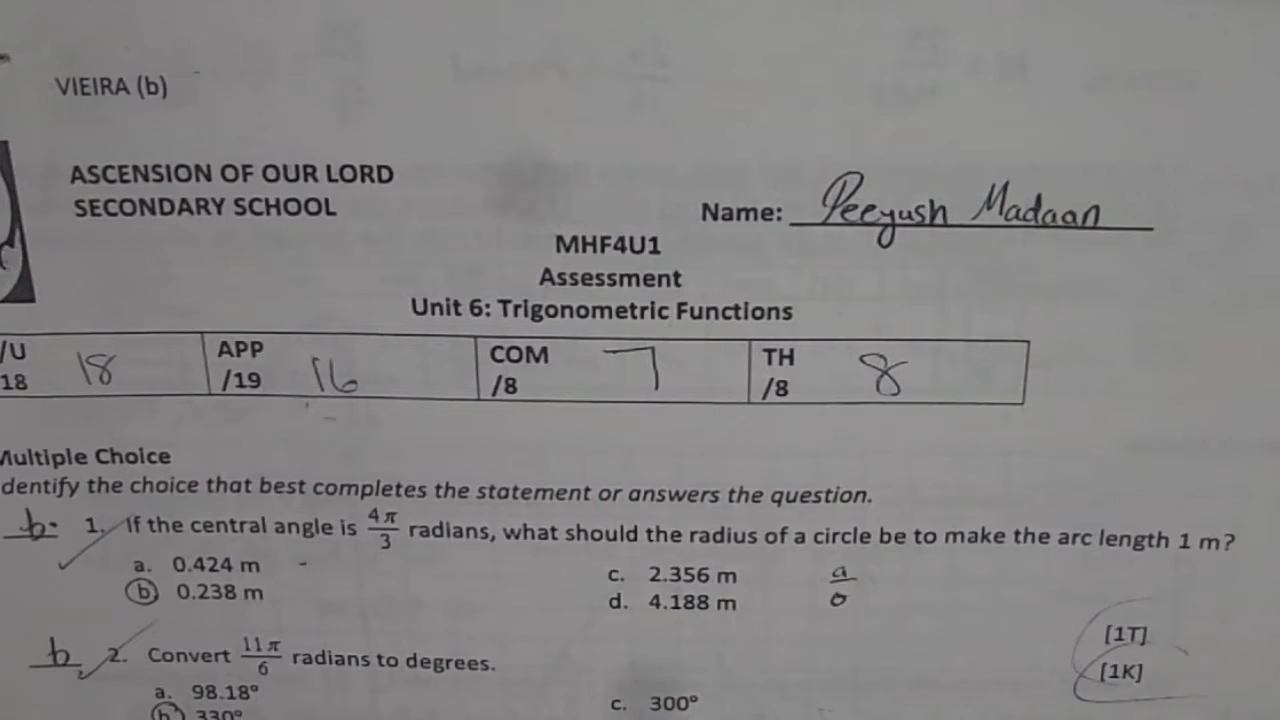 VIEIRA (b)
ASCENSION OF OUR LORD
SECONDARY SCHOOL
Name: Peeyush Madaan
MHF4U1
Assessment
Unit 6: Trigonometric Functions
/U 18 APP 16 COM 7 TH 8
18 /19 /8 /8
Multiple Choice
dentify the choice that best completes the statement or answers the question.
b. 1. If the central angle is 4π/3 radians, what should the radius of a circle be to make the arc length 1 m?
a. 0.424 m c. 2.356 m a/θ
b 0.238 m d. 4.188 m
[1T]
b 2. Convert 11π/6 radians to degrees.
[1K]
a. 98.18° c. 300°
b 330°